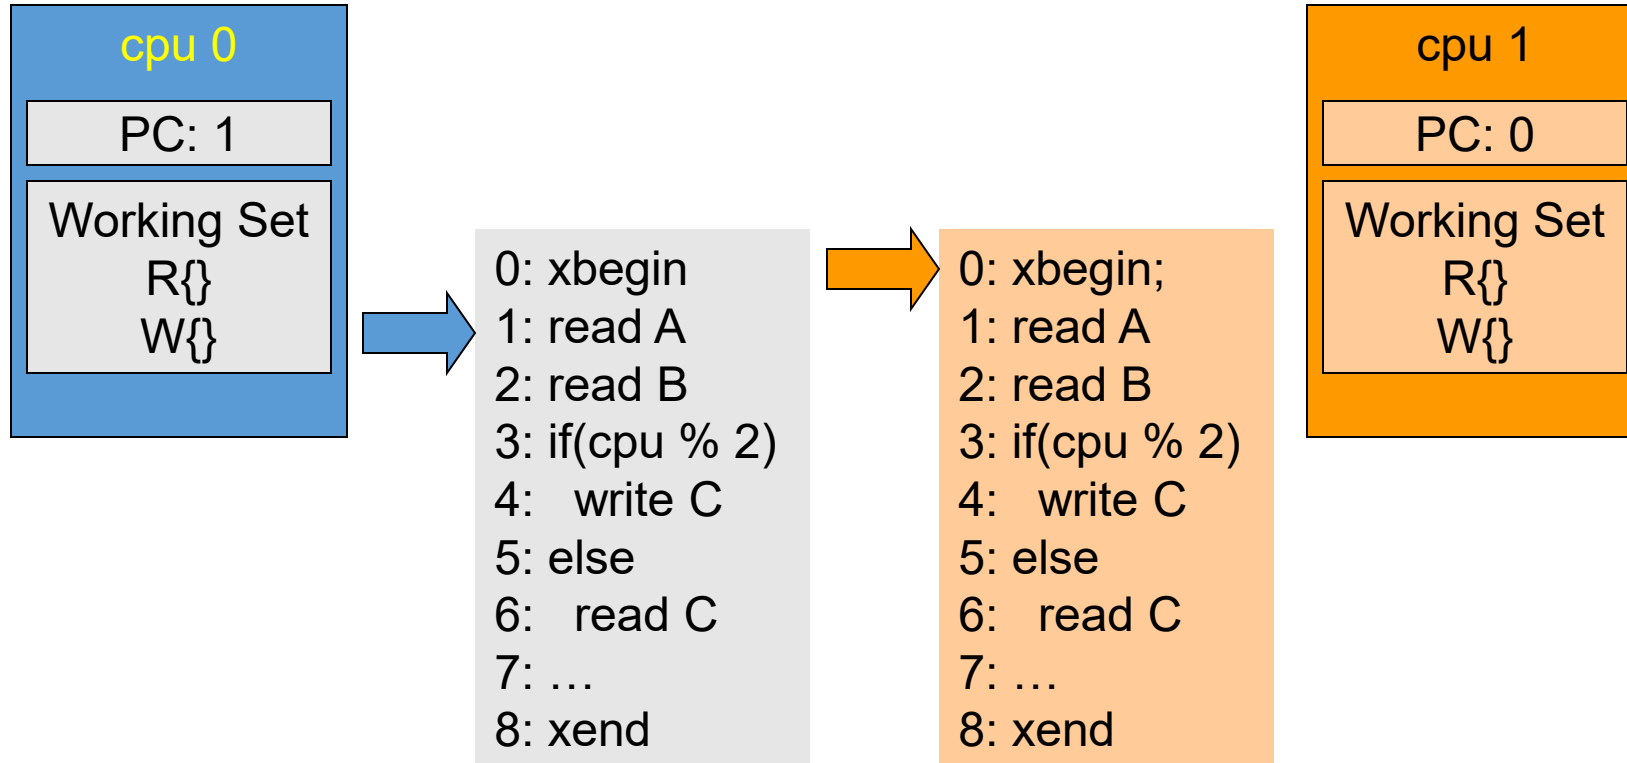 cpu 0
PC: 1
Working Set
R{}
W{}
0: xbegin
1: read A
2: read B
3: if(cpu % 2)
4: write C
5: else
6: read C
7: …
8: xend
0: xbegin;
1: read A
2: read B
3: if(cpu % 2)
4: write C
5: else
6: read C
7: …
8: xend
cpu 1
PC: 0
Working Set
R{}
W{}